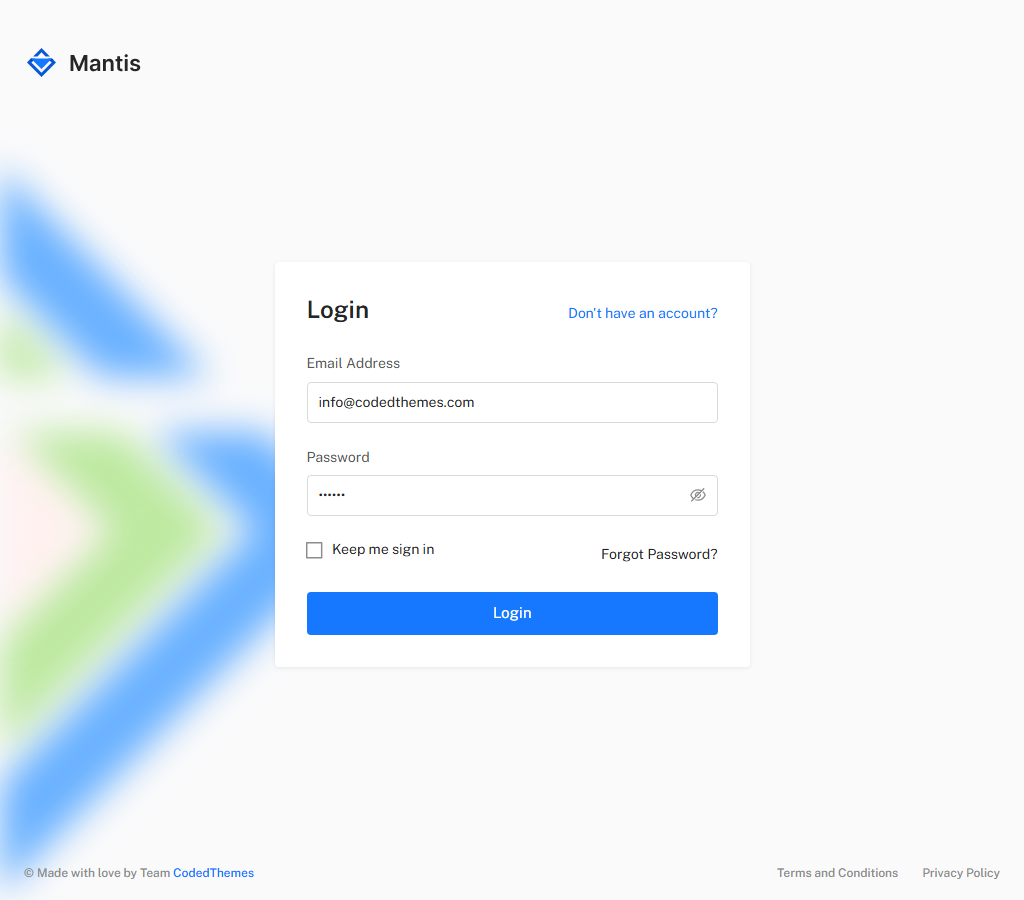 Mantis
Login
Don't have an account?
Email Address
info@codedthemes.com
Password
••••••
Keep me sign in
Forgot Password?
Login
© Made with love by Team CodedThemes
Terms and Conditions
Privacy Policy